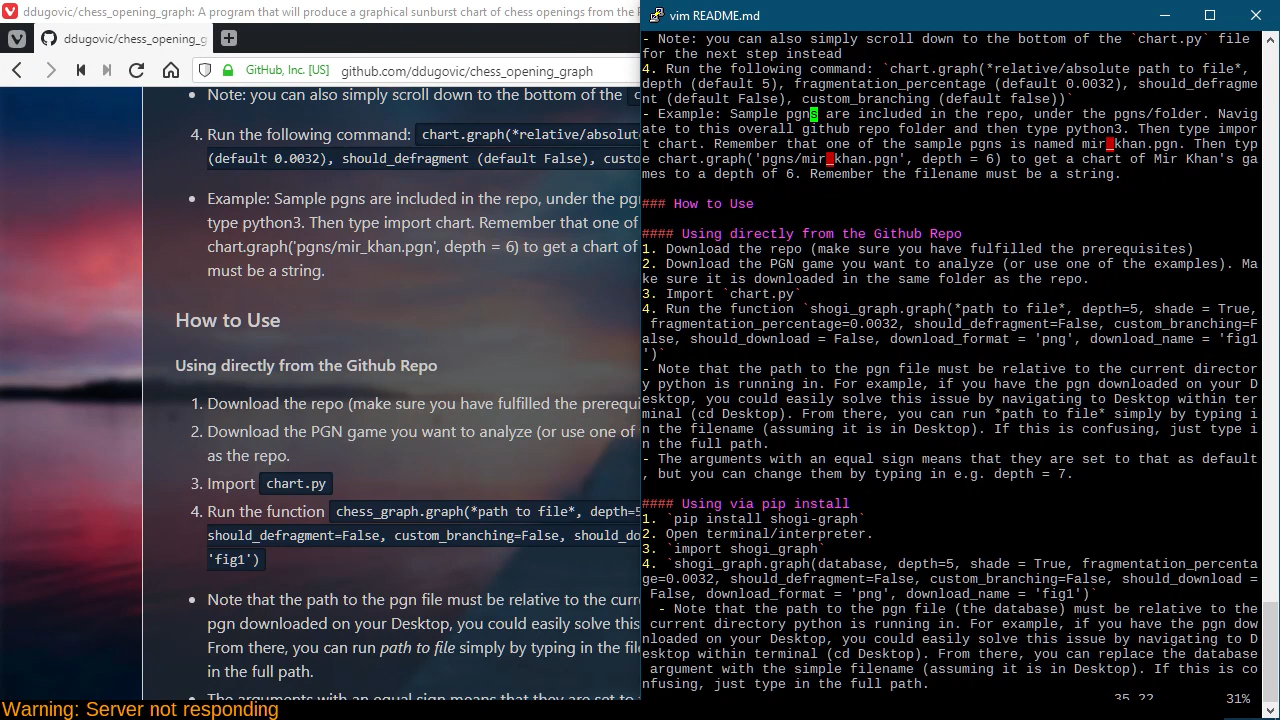 ddugovic/chess_opening_graph: A program that will produce a graphical sunburst chart of chess openings from the
ddugovic/chess_opening_g
GitHub, Inc. [US]
github.com/ddugovic/chess_opening_graph
Note: you can also simply scroll down to the bottom of the
4. Run the following command: chart.graph(*relative/absolut
(default 0.0032), should_defragment (default False), custo
Example: Sample pgns are included in the repo, under the pg
type python3. Then type import chart. Remember that one of
chart.graph('pgns/mir_khan.pgn', depth = 6) to get a chart of
must be a string.
How to Use
Using directly from the Github Repo
1. Download the repo (make sure you have fulfilled the prerequi
2. Download the PGN game you want to analyze (or use one of
as the repo.
3. Import chart.py
4. Run the function chess_graph.graph(*path to file*, depth=5
should_defragment=False, custom_branching=False, should_do
'fig1')
Note that the path to the pgn file must be relative to the curre
pgn downloaded on your Desktop, you could easily solve this
From there, you can run path to file simply by typing in the file
in the full path.
The arguments with an equal sign means that they are set to
Warning: Server not responding
vim README.md
- Note: you can also simply scroll down to the bottom of the `chart.py` file
for the next step instead
4. Run the following command: `chart.graph(*relative/absolute path to file*,
depth (default 5), fragmentation_percentage (default 0.0032), should_defragme
nt (default False), custom_branching (default false))`
- Example: Sample pgns are included in the repo, under the pgns/folder. Navig
ate to this overall github repo folder and then type python3. Then type impor
t chart. Remember that one of the sample pgns is named mir_khan.pgn. Then typ
e chart.graph('pgns/mir_khan.pgn', depth = 6) to get a chart of Mir Khan's ga
mes to a depth of 6. Remember the filename must be a string.
### How to Use
#### Using directly from the Github Repo
1. Download the repo (make sure you have fulfilled the prerequisites)
2. Download the PGN game you want to analyze (or use one of the examples). Ma
ke sure it is downloaded in the same folder as the repo.
3. Import `chart.py`
4. Run the function `shogi_graph.graph(*path to file*, depth=5, shade = True,
fragmentation_percentage=0.0032, should_defragment=False, custom_branching=F
alse, should_download = False, download_format = 'png', download_name = 'fig1
')`
- Note that the path to the pgn file must be relative to the current director
y python is running in. For example, if you have the pgn downloaded on your D
esktop, you could easily solve this issue by navigating to Desktop within ter
minal (cd Desktop). From there, you can run *path to file* simply by typing i
n the filename (assuming it is in Desktop). If this is confusing, just type i
n the full path.
- The arguments with an equal sign means that they are set to that as default
, but you can change them by typing in e.g. depth = 7.
#### Using via pip install
1. `pip install shogi-graph`
2. Open terminal/interpreter.
3. `import shogi_graph`
4. `shogi_graph.graph(database, depth=5, shade = True, fragmentation_percenta
ge=0.0032, should_defragment=False, custom_branching=False, should_download =
False, download_format = 'png', download_name = 'fig1')`
- Note that the path to the pgn file (the database) must be relative to the
current directory python is running in. For example, if you have the pgn dow
nloaded on your Desktop, you could easily solve this issue by navigating to D
esktop within terminal (cd Desktop). From there, you can replace the database
argument with the simple filename (assuming it is in Desktop). If this is co
nfusing, just type in the full path.
35,22 31%